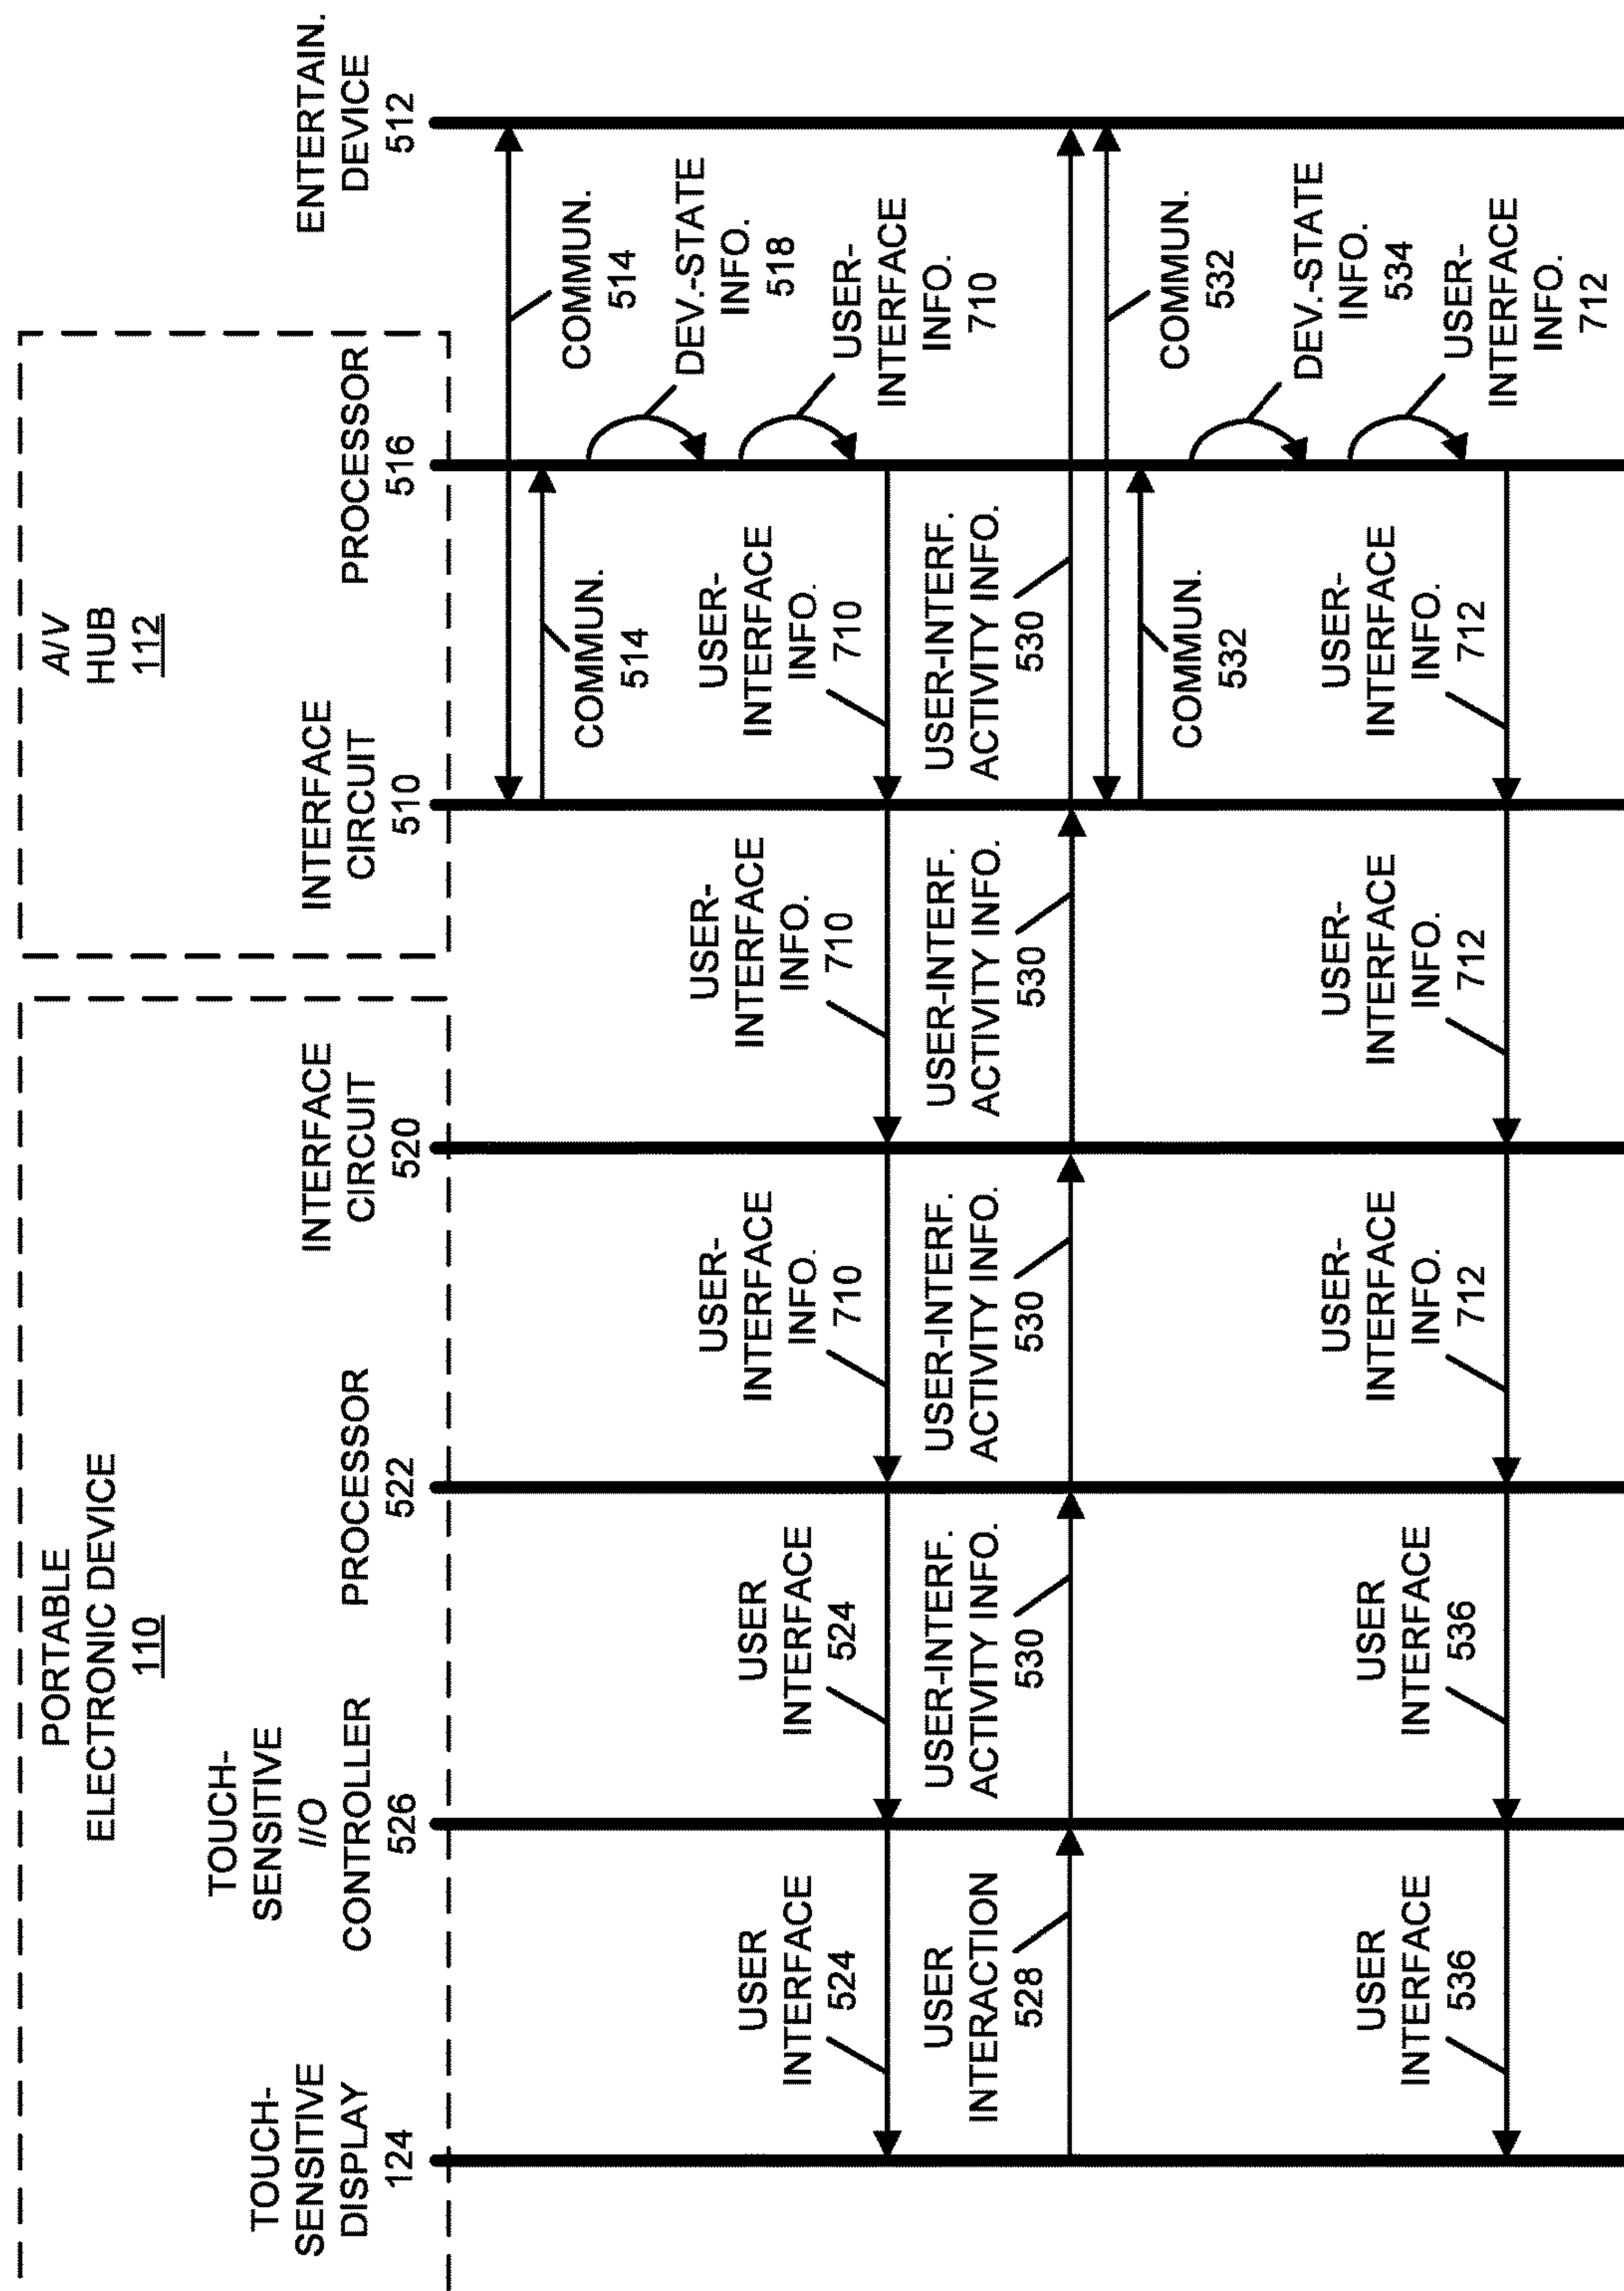 PORTABLE
ELECTRONIC DEVICE
110
A/V
HUB
112
TOUCH-
SENSITIVE
DISPLAY
124
TOUCH-
SENSITIVE
I/O
CONTROLLER
526
PROCESSOR
522
INTERFACE
CIRCUIT
520
INTERFACE
CIRCUIT
510
PROCESSOR
516
ENTERTAIN.
DEVICE
512
COMMUN.
514
COMMUN.
514
DEV.-STATE
INFO.
518
USER-
INTERFACE
INFO.
710
USER
INTERFACE
524
USER
INTERFACE
524
USER-
INTERFACE
INFO.
710
USER-
INTERFACE
INFO.
710
USER-
INTERFACE
INFO.
710
USER
INTERACTION
528
USER-INTERF.
ACTIVITY INFO.
530
USER-INTERF.
ACTIVITY INFO.
530
USER-INTERF.
ACTIVITY INFO.
530
USER-INTERF.
ACTIVITY INFO.
530
COMMUN.
532
COMMUN.
532
DEV.-STATE
INFO.
534
USER-
INTERFACE
INFO.
712
USER
INTERFACE
536
USER
INTERFACE
536
USER-
INTERFACE
INFO.
712
USER-
INTERFACE
INFO.
712
USER-
INTERFACE
INFO.
712